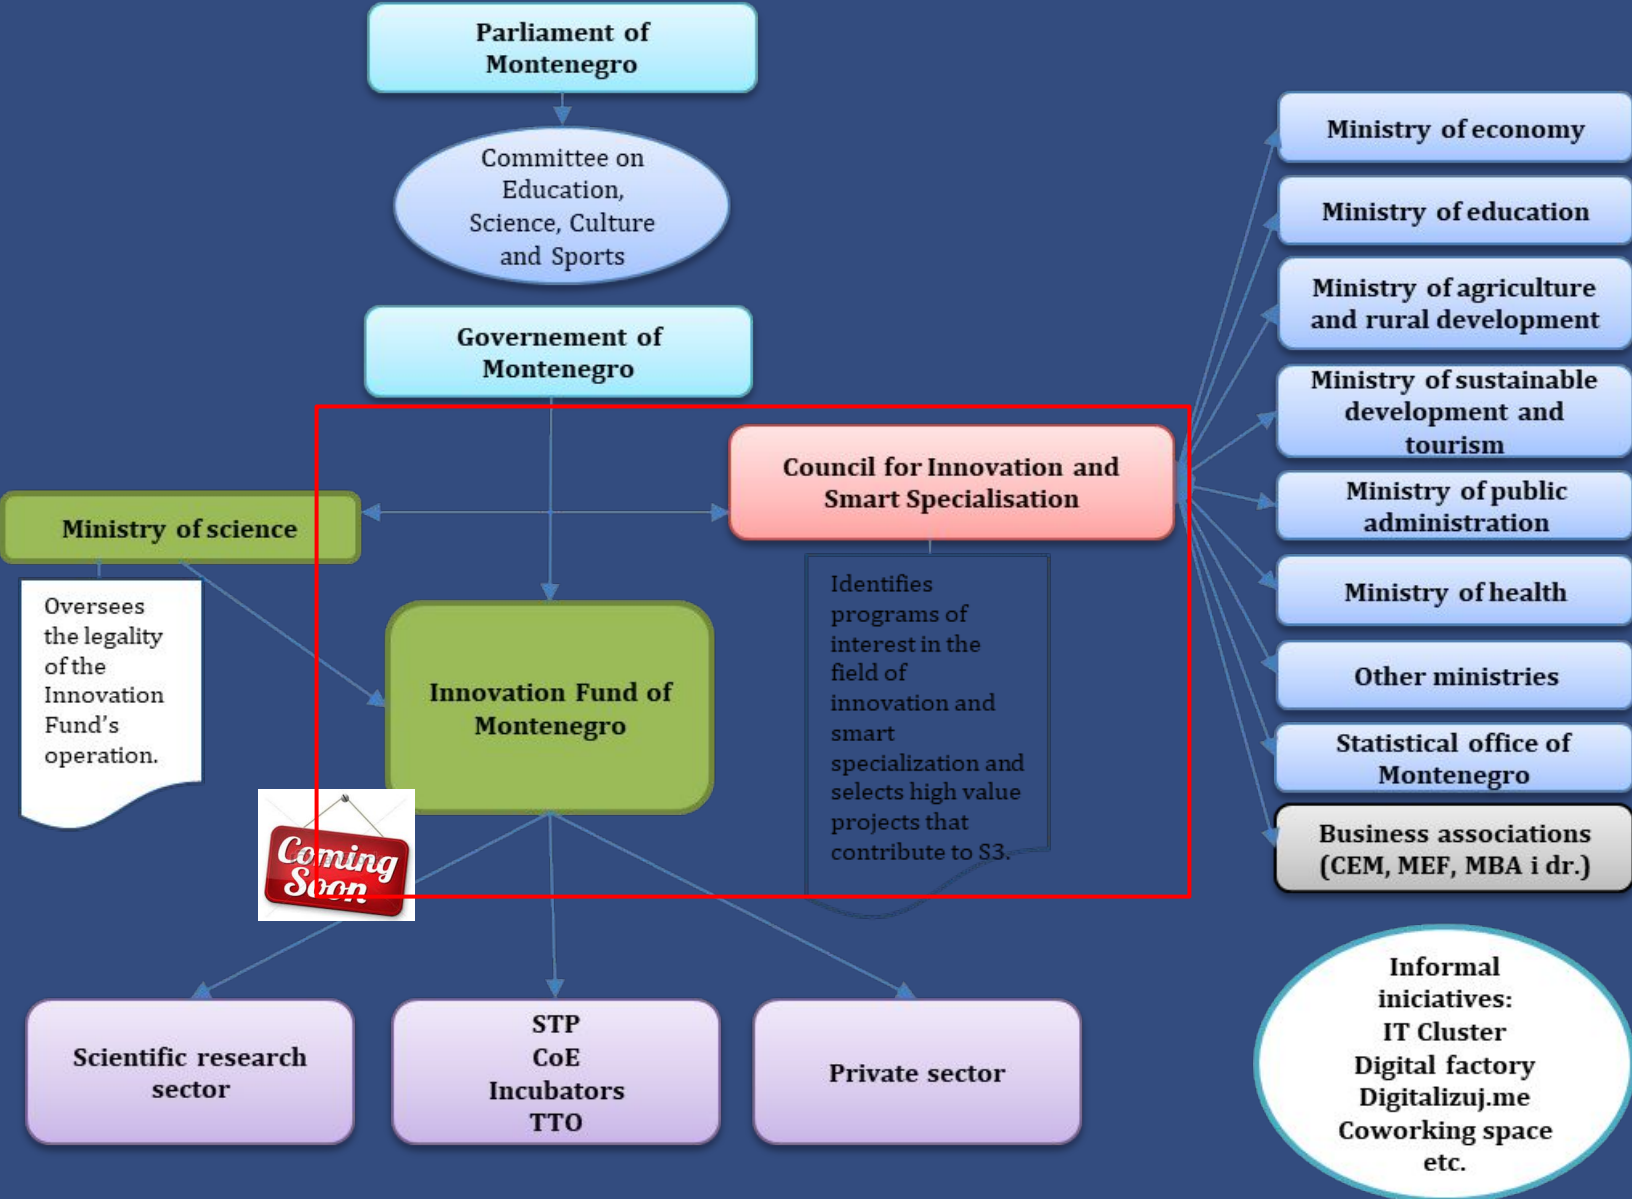 Parliament of
Montenegro
Committee on
Education,
Science, Culture
and Sports
Governement of
Montenegro
Council for Innovation and
Smart Specialisation
Ministry of science
Oversees
the legality
of the
Innovation
Fund's
operation.
Innovation Fund of
Montenegro
Identifies
programs of
interest in the
field of
innovation and
smart
specialization and
selects high value
projects that
contribute to S3.
Coming
Soon
Scientific research
sector
STP
CoE
Incubators
TTO
Private sector
Ministry of economy
Ministry of education
Ministry of agriculture
and rural development
Ministry of sustainable
development and
tourism
Ministry of public
administration
Ministry of health
Other ministries
Statistical office of
Montenegro
Business associations
(CEM, MEF, MBA i dr.)
Informal
iniciatives:
IT Cluster
Digital factory
Digitalizuj.me
Coworking space
etc.